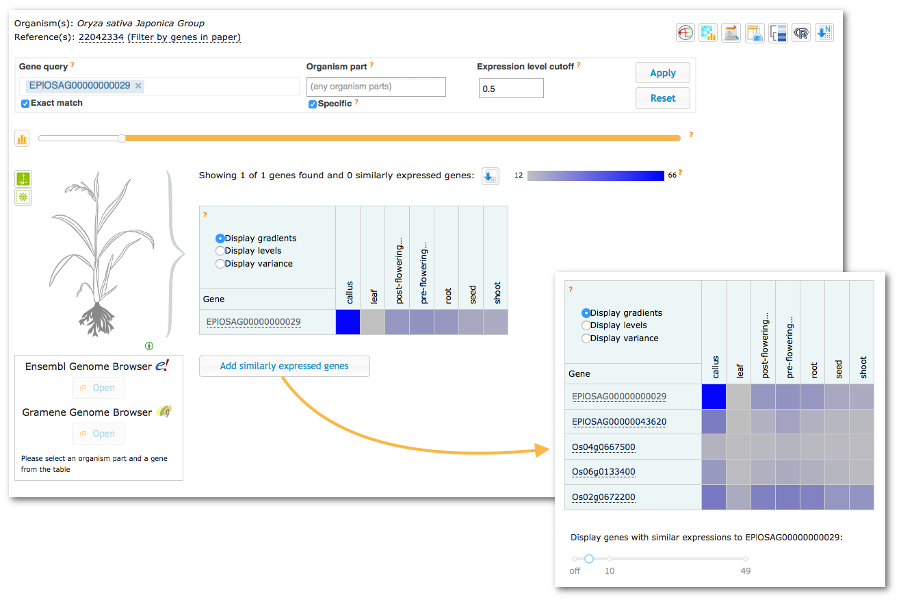 Organism(s): Oryza sativa Japonica Group
Reference(s): 22042334 (Filter by genes in paper)
Gene query ?
EPIOSAG00000000029 ×
Exact match
Organism part ?
(any organism parts)
Specific ?
Expression level cutoff ?
0.5
Apply
Reset
?
Showing 1 of 1 genes found and 0 similarly expressed genes:
12
66 ?
?
Display gradients
Display levels
Display variance
Gene
callus
leaf
post-flowering...
pre-flowering...
root
seed
shoot
EPIOSAG00000000029
Add similarly expressed genes
Ensembl Genome Browser e!
Open
Gramene Genome Browser
Open
Please select an organism part and a gene
from the table
?
Display gradients
Display levels
Display variance
Gene
callus
leaf
post-flowering...
pre-flowering...
root
seed
shoot
EPIOSAG00000000029
EPIOSAG00000043620
Os04g0667500
Os06g0133400
Os02g0672200
Display genes with similar expressions to EPIOSAG00000000029:
off 10 49